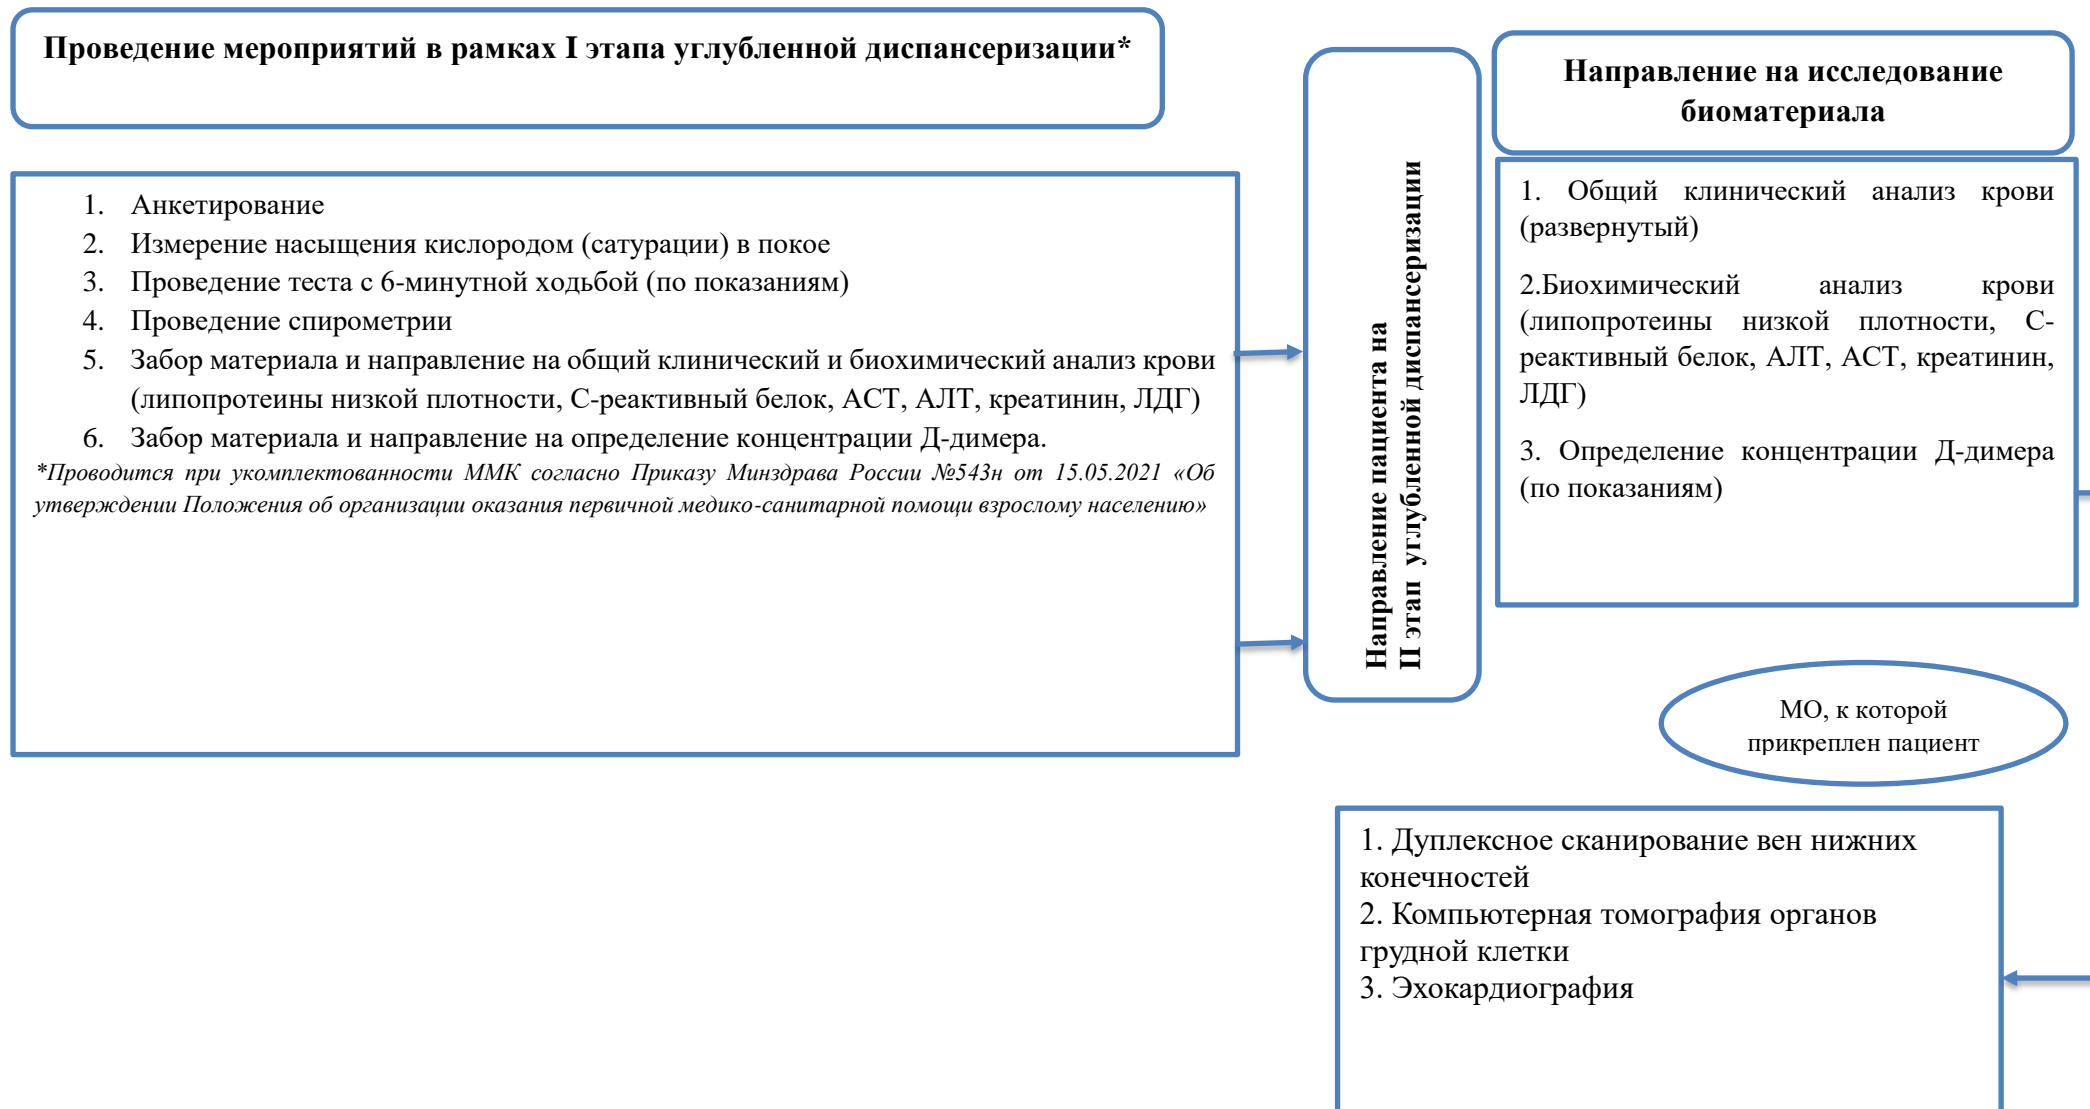 Проведение мероприятий в рамках I этапа углубленной диспансеризации*
1. Анкетирование
2. Измерение насыщения кислородом (сатурации) в покое
3. Проведение теста с 6-минутной ходьбой (по показаниям)
4. Проведение спирометрии
5. Забор материала и направление на общий клинический и биохимический анализ крови
(липопротеины низкой плотности, С-реактивный белок, АСТ, АЛТ, креатинин, ЛДГ)
6. Забор материала и направление на определение концентрации Д-димера.
*Проводится при укомплектованности ММК согласно Приказу Минздрава России №543н от 15.05.2021 «Об
утверждении Положения об организации оказания первичной медико-санитарной помощи взрослому населению»
Направление пациента на
II этап углубленной диспансеризации
Направление на исследование
биоматериала
1. Общий клинический анализ крови
(развернутый)
2.Биохимический анализ крови
(липопротеины низкой плотности, С-
реактивный белок, АЛТ, АСТ, креатинин,
ЛДГ)
3. Определение концентрации Д-димера
(по показаниям)
МО, к которой
прикреплен пациент
1. Дуплексное сканирование вен нижних
конечностей
2. Компьютерная томография органов
грудной клетки
3. Эхокардиография